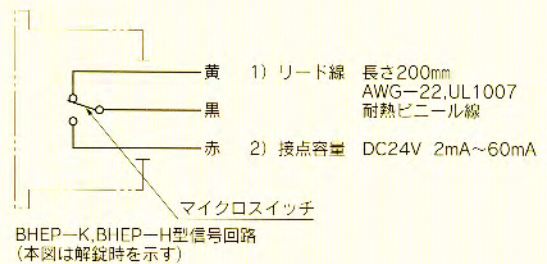 黄 1) リード線 長さ200mm
AWG-22,UL1007
黒 耐熱ビニール線
赤 2) 接点容量 DC24V 2mA~60mA
マイクロスイッチ
BHEP-K,BHEP-H型信号回路
(本図は解錠時を示す)